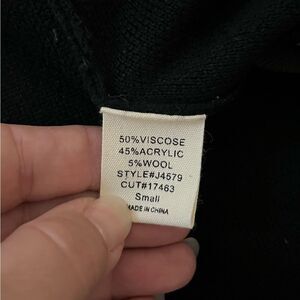 50%VISCOSE
45%ACRYLIC
5%WOOL
STYLE#J4579
CUT#17463
Small
MADE IN CHINA